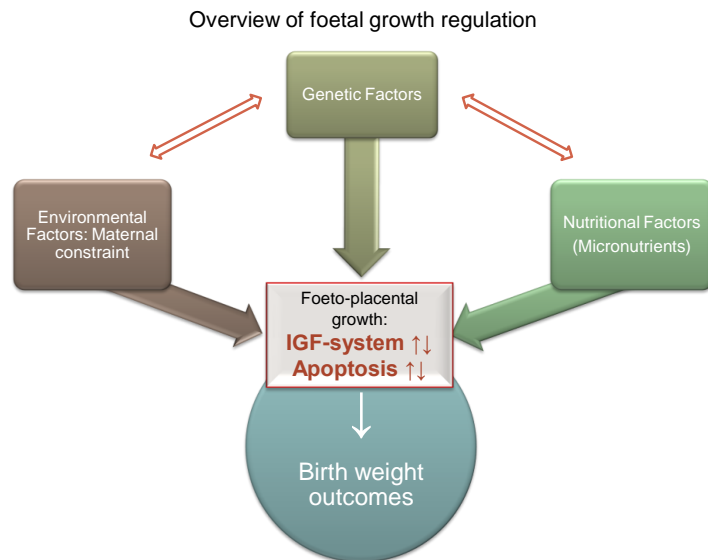 Overview of foetal growth regulation
Genetic Factors
Environmental
Factors: Maternal
constraint
Nutritional Factors
(Micronutrients)
Foeto-placental
growth:
IGF-system ↑↓
Apoptosis ↑↓
Birth weight
outcomes